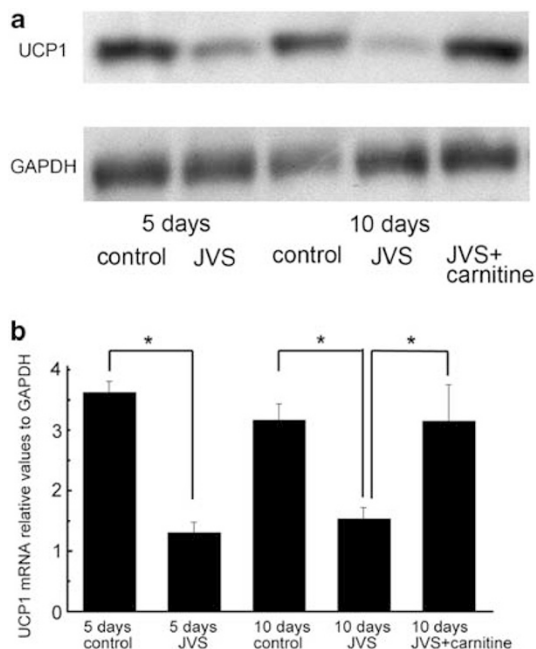 a
UCP1
GAPDH
5 days 10 days
control JVS control JVS JVS+
carnitine
b
UCP1 mRNA relative values to GAPDH
4
3
2
1
0
* * *
5 days 5 days 10 days 10 days 10 days
control JVS control JVS JVS+carnitine